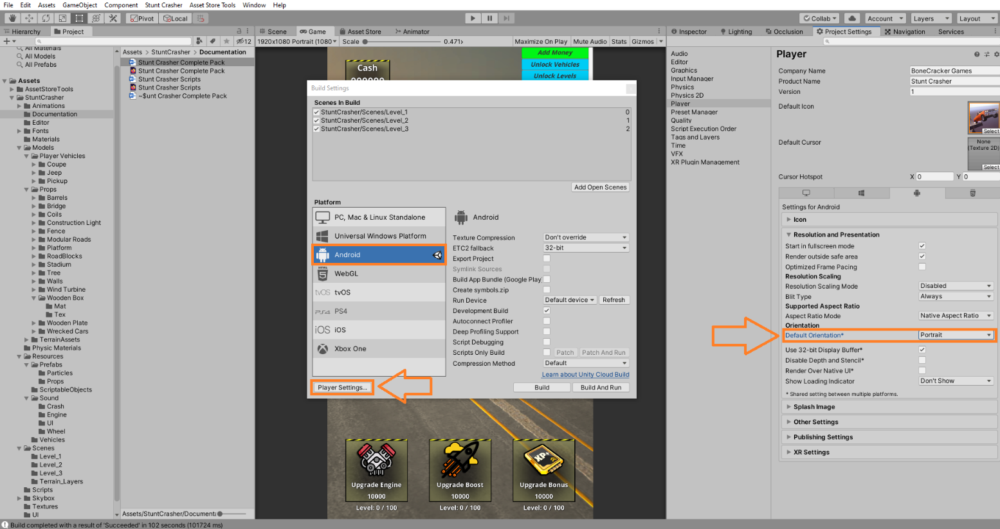 File Edit Assets GameObject Component Stunt Crasher Asset Store Tools Window Help
Pivot Local Collab Account Layers Layout
Hierarchy Project
12
All Materials
All Models
All Prefabs
Assets
AssetStoreTools
StuntCrasher
Animations
Documentation
Editor
Fonts
Materials
Models
Player Vehicles
Coupe
Jeep
Pickup
Props
Barrels
Bridge
Coils
Construction Light
Fence
Modular Roads
Platform
RoadBlocks
Stadium
Tree
Walls
Wind Turbine
Wooden Box
Mat
Tex
Wooden Plate
Wrecked Cars
TerrainAssets
Physic Materials
Resources
Prefabs
Particles
Props
ScriptableObjects
Sound
Crash
Engine
UI
Wheel
Vehicles
Scenes
Level_1
Level_2
Level_3
Terrain_Layers
Scripts
Skybox
Textures
UI
Assets > StuntCrasher > Documentation
Stunt Crasher Complete Pack
Stunt Crasher Complete Pack
Stunt Crasher Scripts
Stunt Crasher Scripts
~$unt Crasher Complete Pack
Assets/StuntCrasher/Documenta
Scene Game Asset Store Animator
1920x1080 Portrait (1080 Scale 0.471x Maximize On Play Mute Audio Stats Gizmos
Cash
Add Money
Unlock Vehicles
Unlock Levels
Build Settings
Scenes In Build
StuntCrasher/Scenes/Level_1 0
StuntCrasher/Scenes/Level_2 1
StuntCrasher/Scenes/Level_3 2
Add Open Scenes
Platform
PC, Mac & Linux Standalone
Universal Windows Platform
Android
HTML 5 WebGL
tvOS tvOS
PS4 PS4
iOS iOS
Xbox One
Android
Texture Compression Don't override
ETC2 fallback 32-bit
Export Project
Symlink Sources
Build App Bundle (Google Play)
Create symbols.zip
Run Device Default device Refresh
Development Build
Autoconnect Profiler
Deep Profiling Support
Script Debugging
Scripts Only Build Patch Patch And Run
Compression Method Default
Learn about Unity Cloud Build
Player Settings... Build Build And Run
XP+
Upgrade Engine
10000
Level: 0 / 100
Upgrade Boost
10000
Level: 0 / 100
Upgrade Bonus
10000
Level: 0 / 100
Inspector Lighting Occlusion Project Settings Navigation Services
Audio
Editor
Graphics
Input Manager
Physics
Physics 2D
Player
Preset Manager
Quality
Script Execution Order
Tags and Layers
Time
VFX
XR Plugin Management
Player
Company Name BoneCracker Games
Product Name Stunt Crasher
Version 1
Default Icon
Select
Default Cursor
None
(Texture 2D)
Select
Cursor Hotspot X 0 Y 0
Settings for Android
Icon
Resolution and Presentation
Start in fullscreen mode
Render outside safe area
Optimized Frame Pacing
Resolution Scaling
Resolution Scaling Mode Disabled
Blit Type Always
Supported Aspect Ratio
Aspect Ratio Mode Native Aspect Ratio
Orientation
Default Orientation* Portrait
Use 32-bit Display Buffer*
Disable Depth and Stencil*
Render Over Native UI*
Show Loading Indicator Don't Show
* Shared setting between multiple platforms.
Splash Image
Other Settings
Publishing Settings
XR Settings
Build completed with a result of 'Succeeded' in 102 seconds (101724 ms)